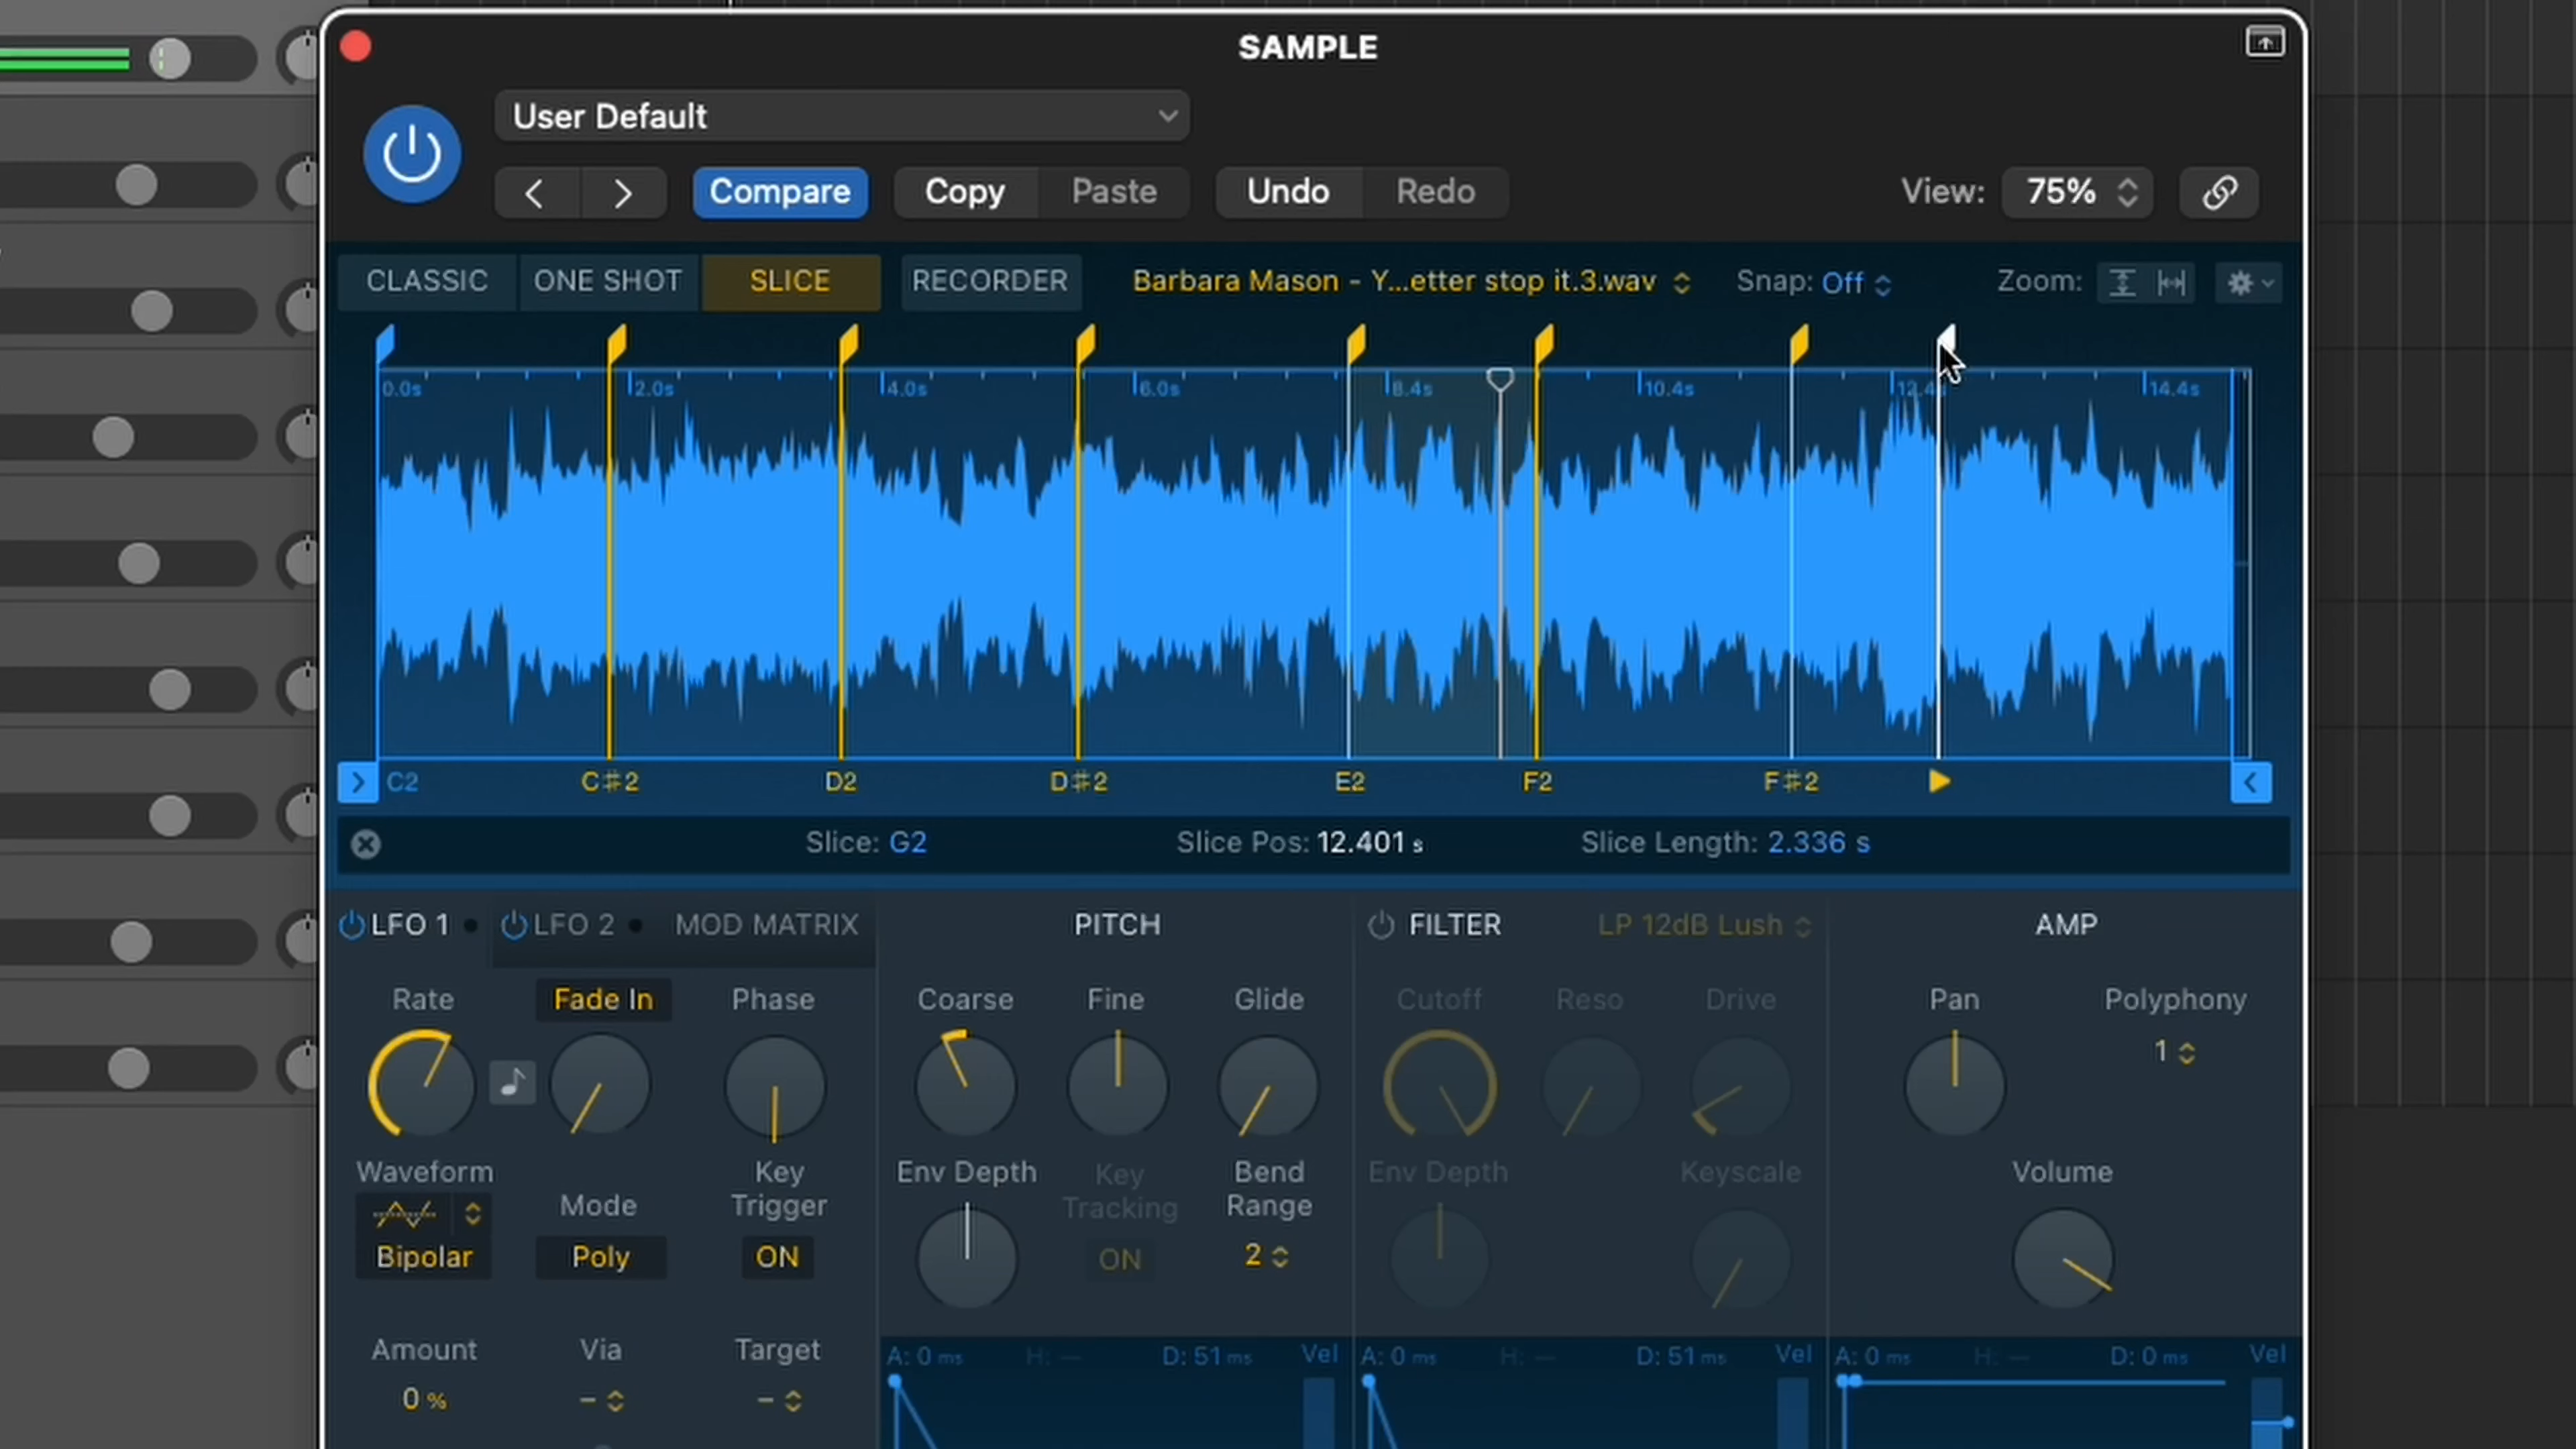 SAMPLE
User Default
Compare Copy Paste Undo Redo View: 75%
CLASSIC ONE SHOT SLICE RECORDER Barbara Mason - Y...etter stop it.3.wav Snap: Off Zoom:
0.0s 2.0s 4.0s 6.0s 8.4s 10.4s 12.4s 14.4s
C2 C#2 D2 D#2 E2 F2 F#2
Slice: G2 Slice Pos: 12.401 s Slice Length: 2.336 s
LFO 1 LFO 2 MOD MATRIX PITCH FILTER LP 12dB Lush AMP
Rate Fade In Phase Coarse Fine Glide Cutoff Reso Drive Pan Polyphony
1
Waveform Mode Key Trigger Env Depth Key Tracking Bend Range Env Depth Keyscale Volume
Bipolar Poly ON ON 2
Amount Via Target
A: 0 ms H: — D: 51 ms Vel A: 0 ms H: — D: 51 ms Vel A: 0 ms H: — D: 0 ms Vel
0 % – –